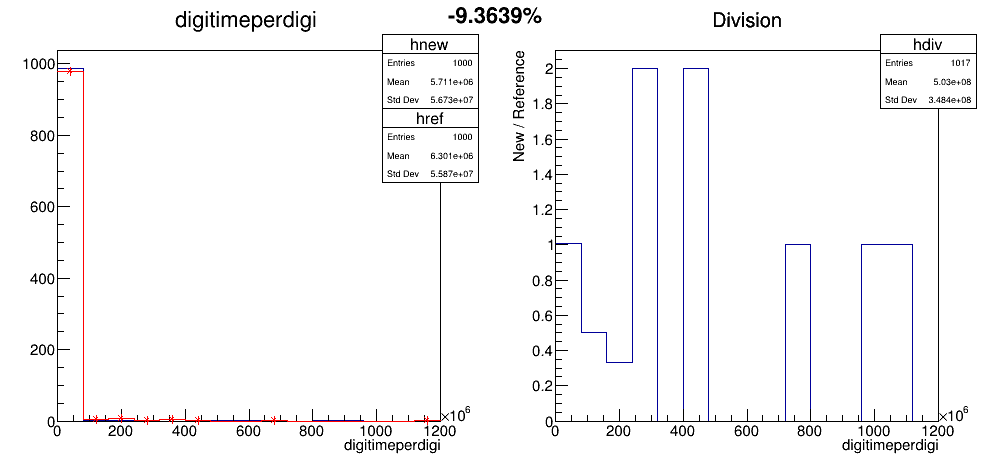 digitimeperdigi
-9.3639%
Division
hnew
Entries 1000
Mean 5.711e+06
Std Dev 5.673e+07
href
Entries 1000
Mean 6.301e+06
Std Dev 5.587e+07
1000
800
600
400
200
0
0 200 400 600 800 1000 1200
×10⁶
digitimeperdigi
hdiv
Entries 1017
Mean 5.03e+08
Std Dev 3.484e+08
New / Reference
2
1.8
1.6
1.4
1.2
1
0.8
0.6
0.4
0.2
0
0 200 400 600 800 1000 1200
×10⁶
digitimeperdigi